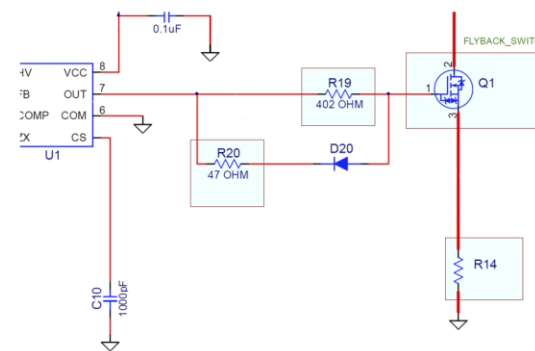 0.1uF
FLYBACK_SWIT
HV VCC 8
FB OUT 7
COMP COM 6
ZX CS 5
U1
R19
402 OHM
R20
47 OHM
D20
2
1
3
Q1
R14
C10
1000pF